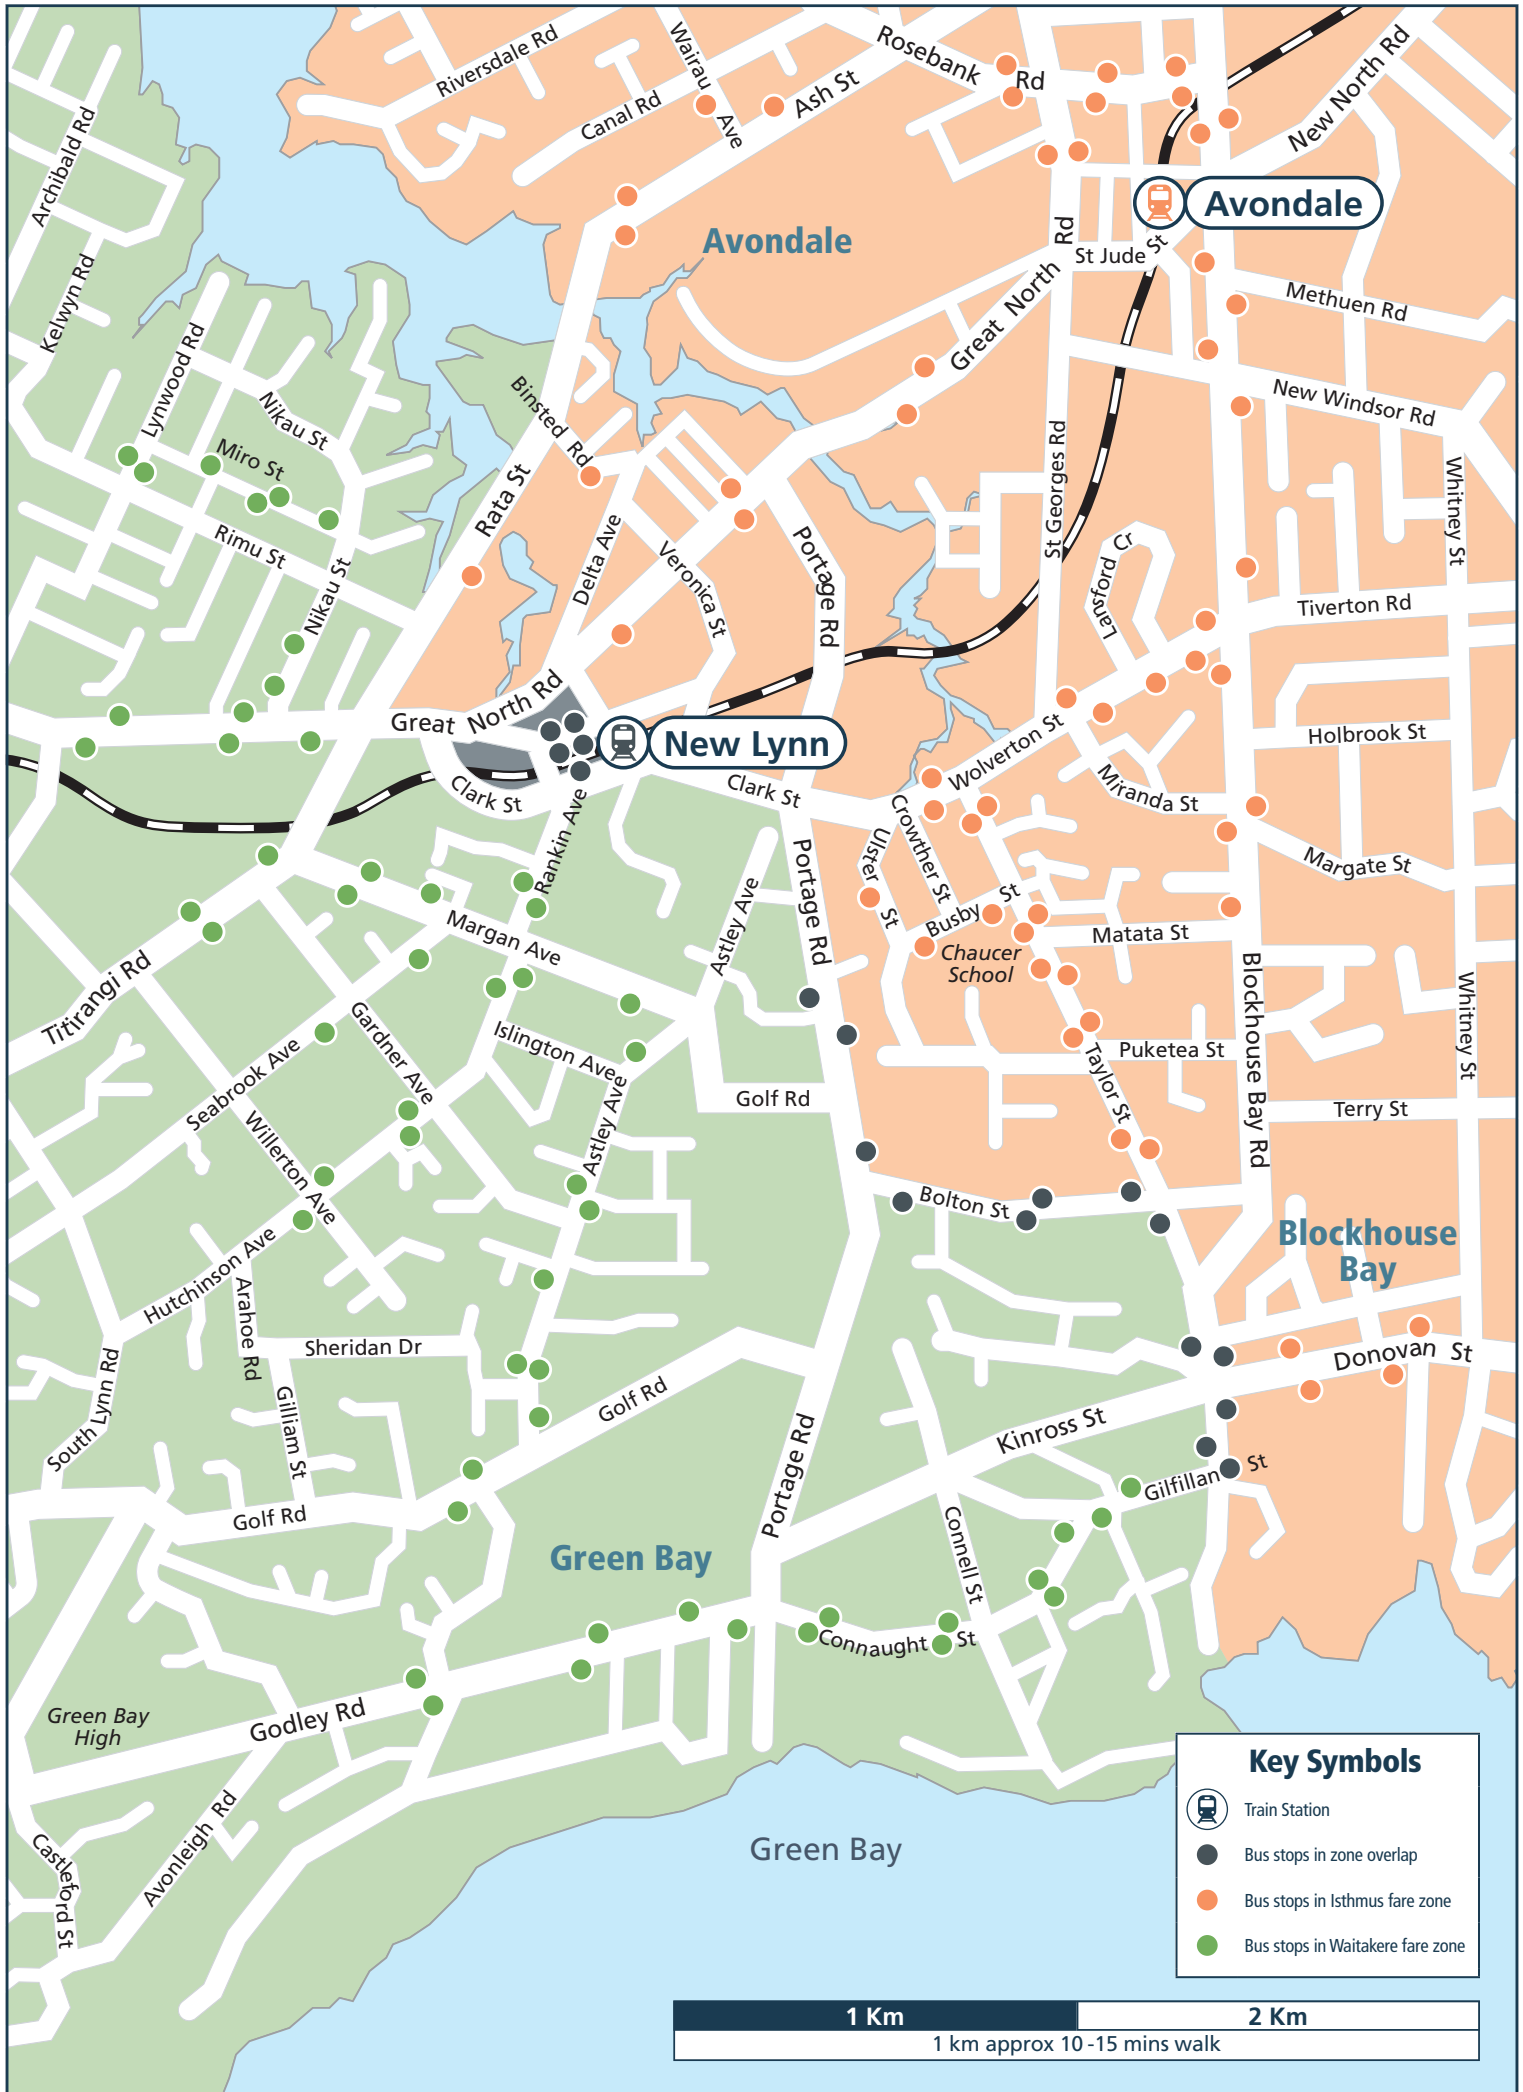 Rosebank Rd
Riversdale Rd
Wairau Ave
Ash St
Canal Rd
New North Rd
Archibald Rd
Avondale
Avondale
Great North Rd
St Jude St
Kelwyn Rd
Methuen Rd
Lynwood Rd
Nikau St
Binsted Rd
New Windsor Rd
Miro St
Rata St
St Georges Rd
Whitney St
Rimu St
Delta Ave
Veronica St
Portage Rd
Lansford Cr
Nikau St
Tiverton Rd
Great North Rd
New Lynn
Wolverton St
Holbrook St
Clark St
Clark St
Miranda St
Rankin Ave
Crowther St
Ulster St
Margate St
Portage Rd
Busby St
Astley Ave
Margan Ave
Matata St
Chaucer
School
Titirangi Rd
Blockhouse Bay Rd
Whitney St
Gardner Ave
Islington Ave
Puketea St
Taylor St
Seabrook Ave
Golf Rd
Terry St
Willerton Ave
Astley Ave
Bolton St
Blockhouse
Bay
Hutchinson Ave
Arahoe Rd
Sheridan Dr
Donovan St
South Lynn Rd
Gilliam St
Golf Rd
Kinross St
Portage Rd
Gilfillan St
Golf Rd
Connell St
Green Bay
Connaught St
Green Bay
High
Godley Rd
Avonleigh Rd
Castleford St
Green Bay
Key Symbols
Train Station
Bus stops in zone overlap
Bus stops in Isthmus fare zone
Bus stops in Waitakere fare zone
1 Km
2 Km
1 km approx 10 -15 mins walk